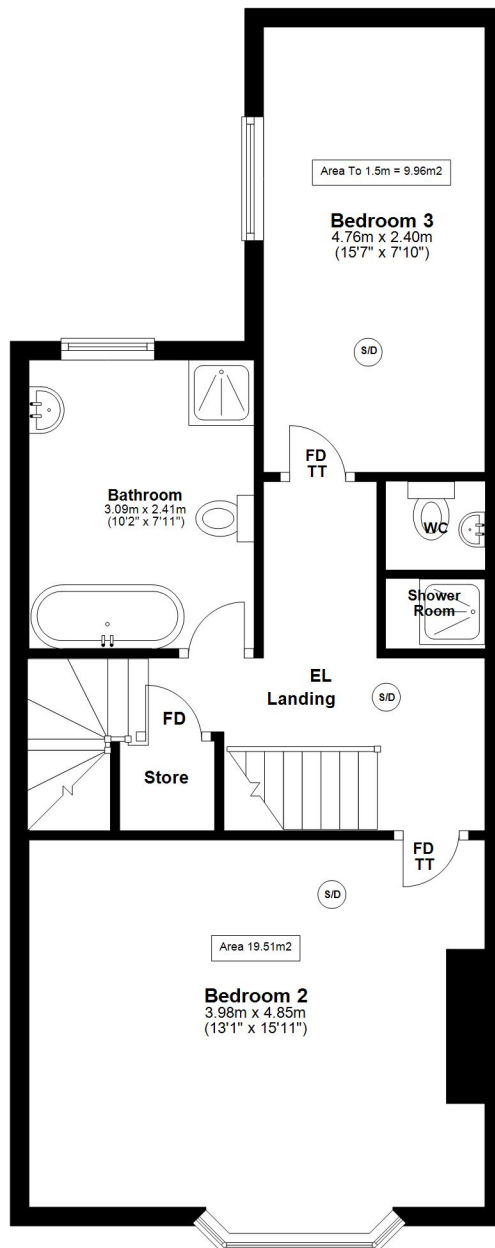 Area To 1.5m = 9.96m2
Bedroom 3
4.76m x 2.40m
(15'7" x 7'10")
S/D
FD
TT
Bathroom
3.09m x 2.41m
(10'2" x 7'11")
WC
Shower
Room
EL
Landing
S/D
FD
Store
FD
TT
S/D
Area 19.51m2
Bedroom 2
3.98m x 4.85m
(13'1" x 15'11")